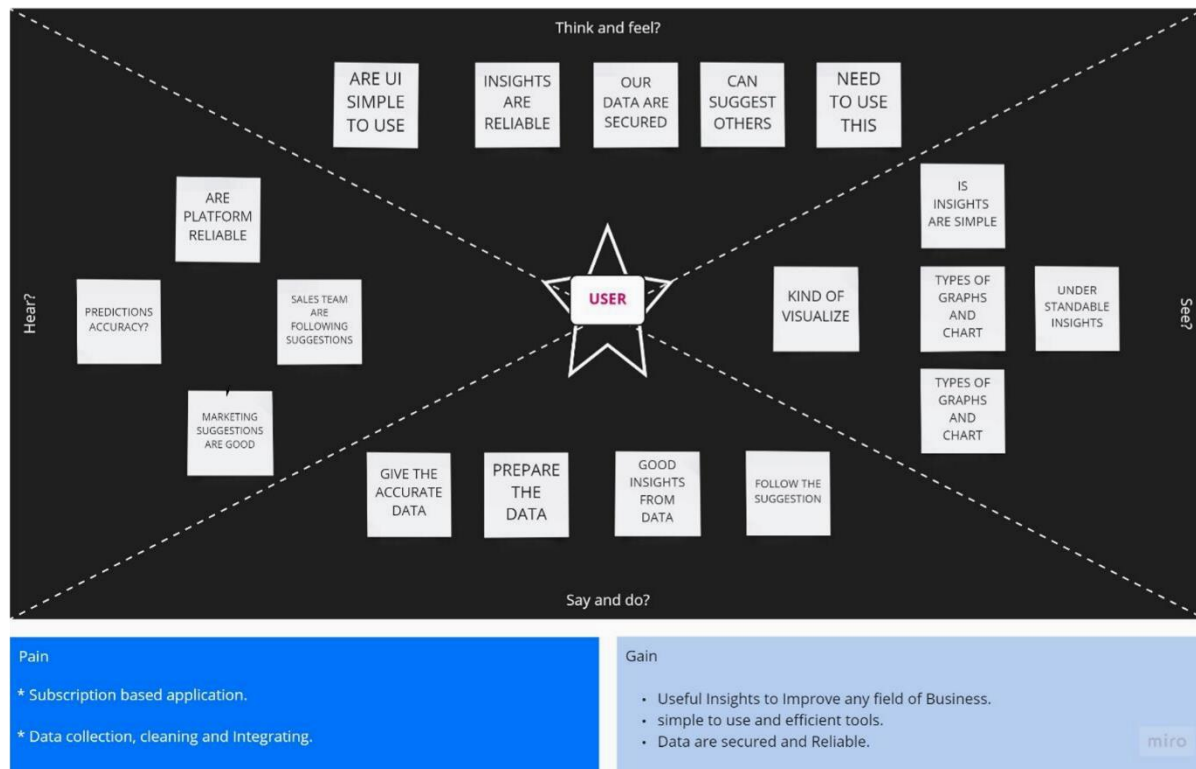 Think and feel?
ARE UI
SIMPLE
TO USE
INSIGHTS
ARE
RELIABLE
OUR
DATA ARE
SECURED
CAN
SUGGEST
OTHERS
NEED
TO USE
THIS
Hear?
ARE
PLATFORM
RELIABLE
PREDICTIONS
ACCURACY?
SALES TEAM
ARE
FOLLOWING
SUGGESTIONS
MARKETING
SUGGESTIONS
ARE GOOD
USER
See?
IS
INSIGHTS
ARE SIMPLE
KIND OF
VISUALIZE
TYPES OF
GRAPHS
AND
CHART
UNDER
STANDABLE
INSIGHTS
TYPES OF
GRAPHS
AND
CHART
GIVE THE
ACCURATE
DATA
PREPARE
THE
DATA
GOOD
INSIGHTS
FROM
DATA
FOLLOW THE
SUGGESTION
Say and do?
Pain
* Subscription based application.
* Data collection, cleaning and Integrating.
Gain
• Useful Insights to Improve any field of Business.
• simple to use and efficient tools.
• Data are secured and Reliable.
miro